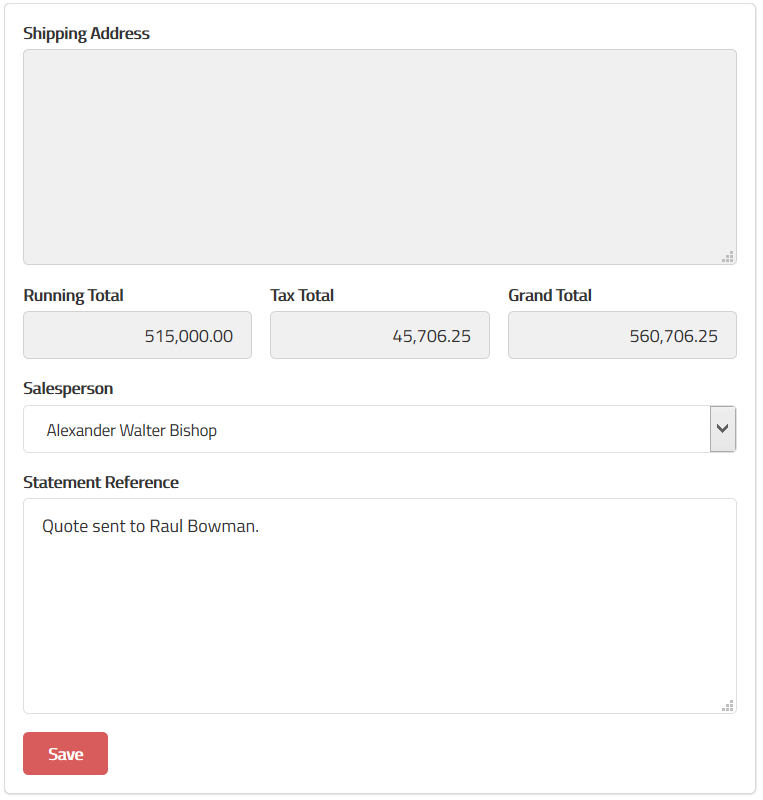 Shipping Address
Running Total Tax Total Grand Total
515,000.00 45,706.25 560,706.25
Salesperson
Alexander Walter Bishop
Statement Reference
Quote sent to Raul Bowman.
Save